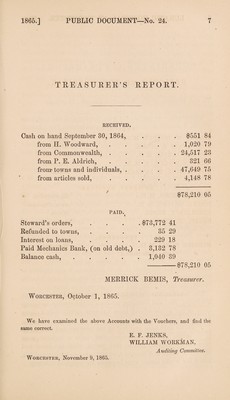 1865.] PUBLIC DOCUMENT—No. 24. 7
TREASURER'S REPORT.
RECEIVED,
Cash on hand September 30, 1864, . . . . $551 84
from H. Woodward, . . . . 1,020 79
from Commonwealth, . . . . 24,517 23
from P. E. Aldrich, . . . . 321 66
from towns and individuals, . . . . 47,649 75
from articles sold, . . . . 4,148 78
$78,210 05
PAID,
Steward's orders, . . . . $73,772 41
Refunded to towns, . . . . 35 29
Interest on loans, . . . . 229 18
Paid Mechanics Bank, (on old debt,) . 3,132 78
Balance cash, . . . . 1,040 39
$78,210 05
MERRICK BEMIS, Treasurer.
WORCESTER, October 1, 1865.
We have examined the above Accounts with the Vouchers, and find the
same correct.
E. F. JENKS,
WILLIAM WORKMAN,
Auditing Committee.
WORCESTER, November 9, 1865.